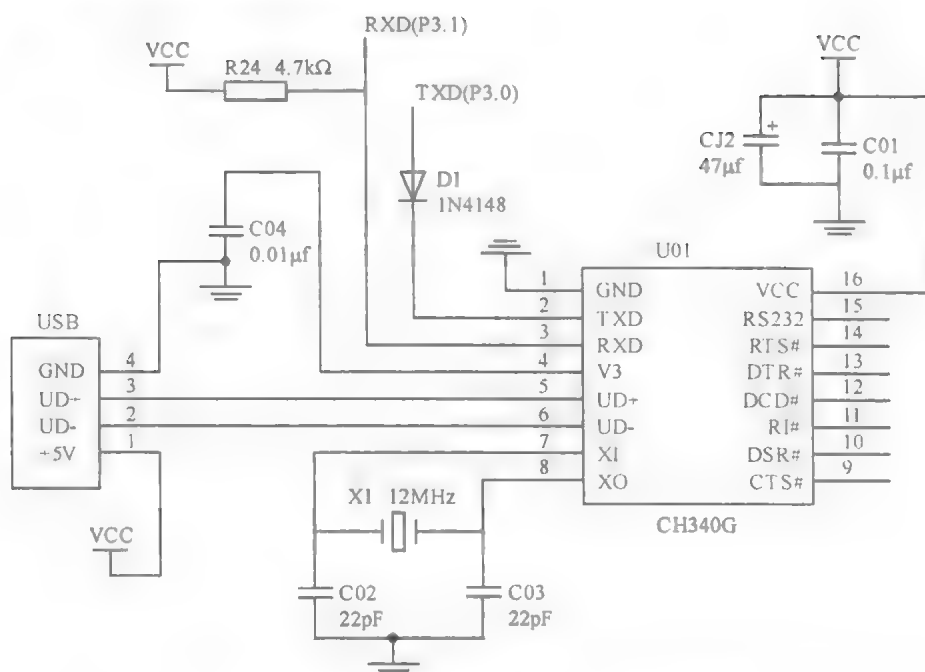 RXD(P3.1)
VCC
R24 4.7kΩ
TXD(P3.0)
VCC
CJ2
47μf
C01
0.1μf
D1
1N4148
C04
0.01μf
U01
1 GND
2 TXD
3 RXD
4 V3
5 UD+
6 UD-
7 XI
8 XO
VCC 16
RS232 15
RTS# 14
DTR# 13
DCD# 12
RI# 11
DSR# 10
CTS# 9
CH340G
USB
GND 4
UD+ 3
UD- 2
+5V 1
VCC
X1 12MHz
C02
22pF
C03
22pF
+